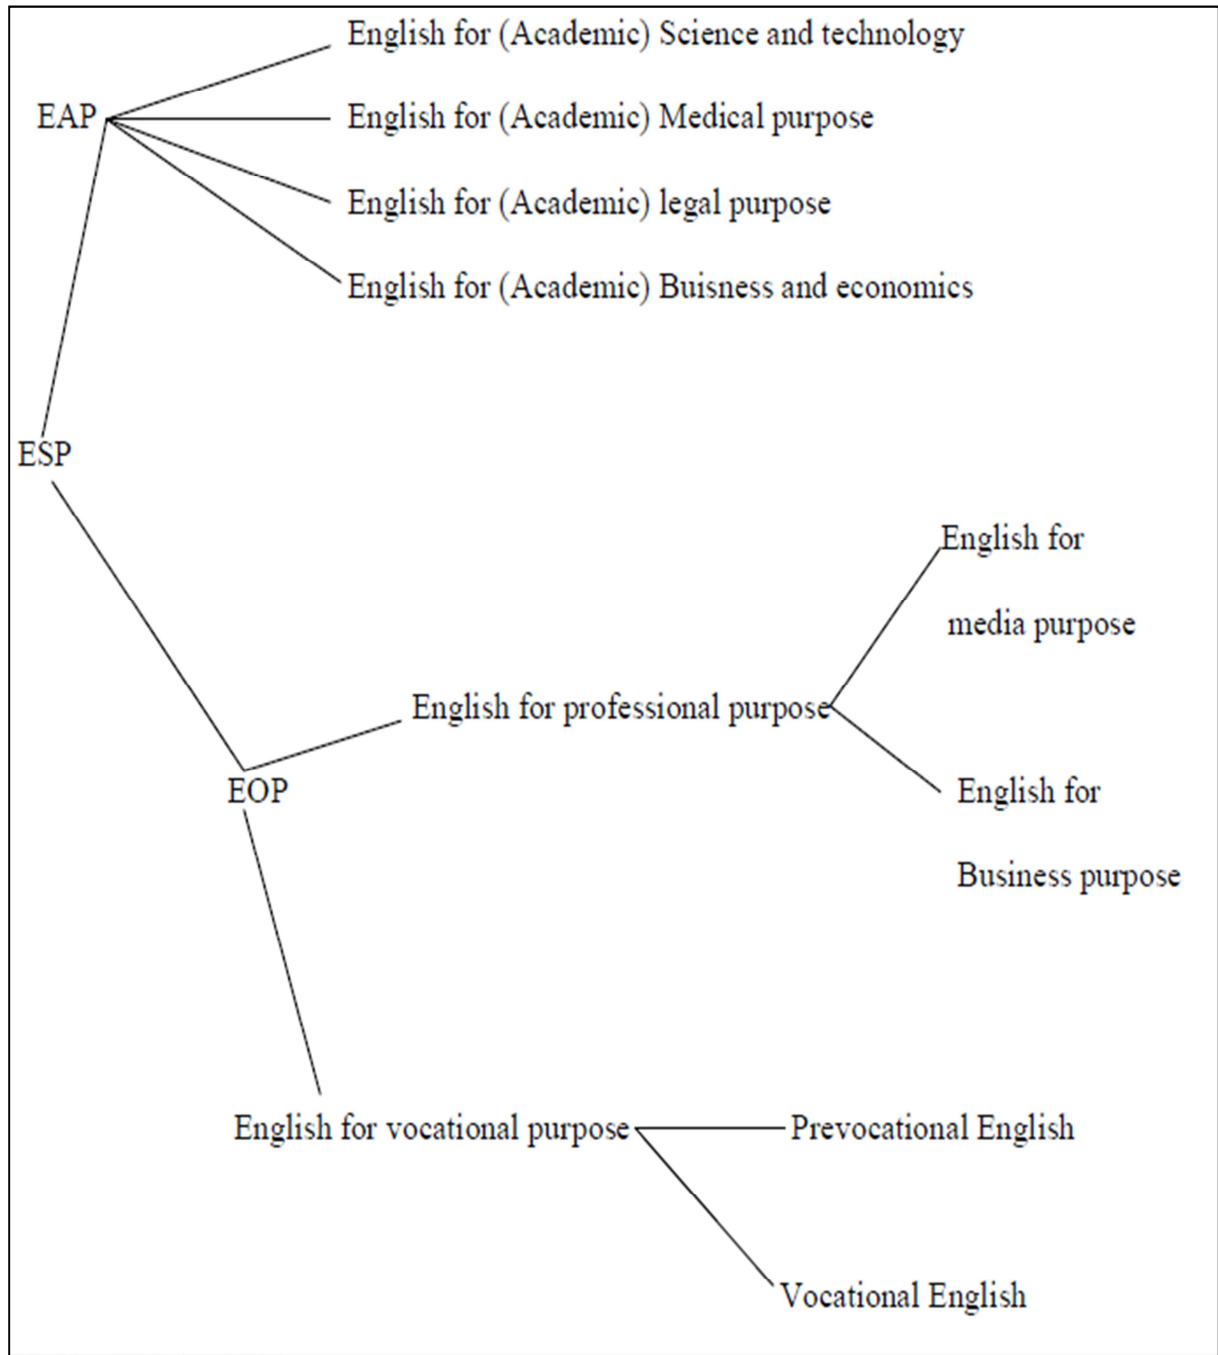 English for (Academic) Science and technology
EAP
English for (Academic) Medical purpose
English for (Academic) legal purpose
English for (Academic) Buisness and economics
ESP
English for
media purpose
English for professional purpose
EOP
English for
Business purpose
English for vocational purpose
Prevocational English
Vocational English